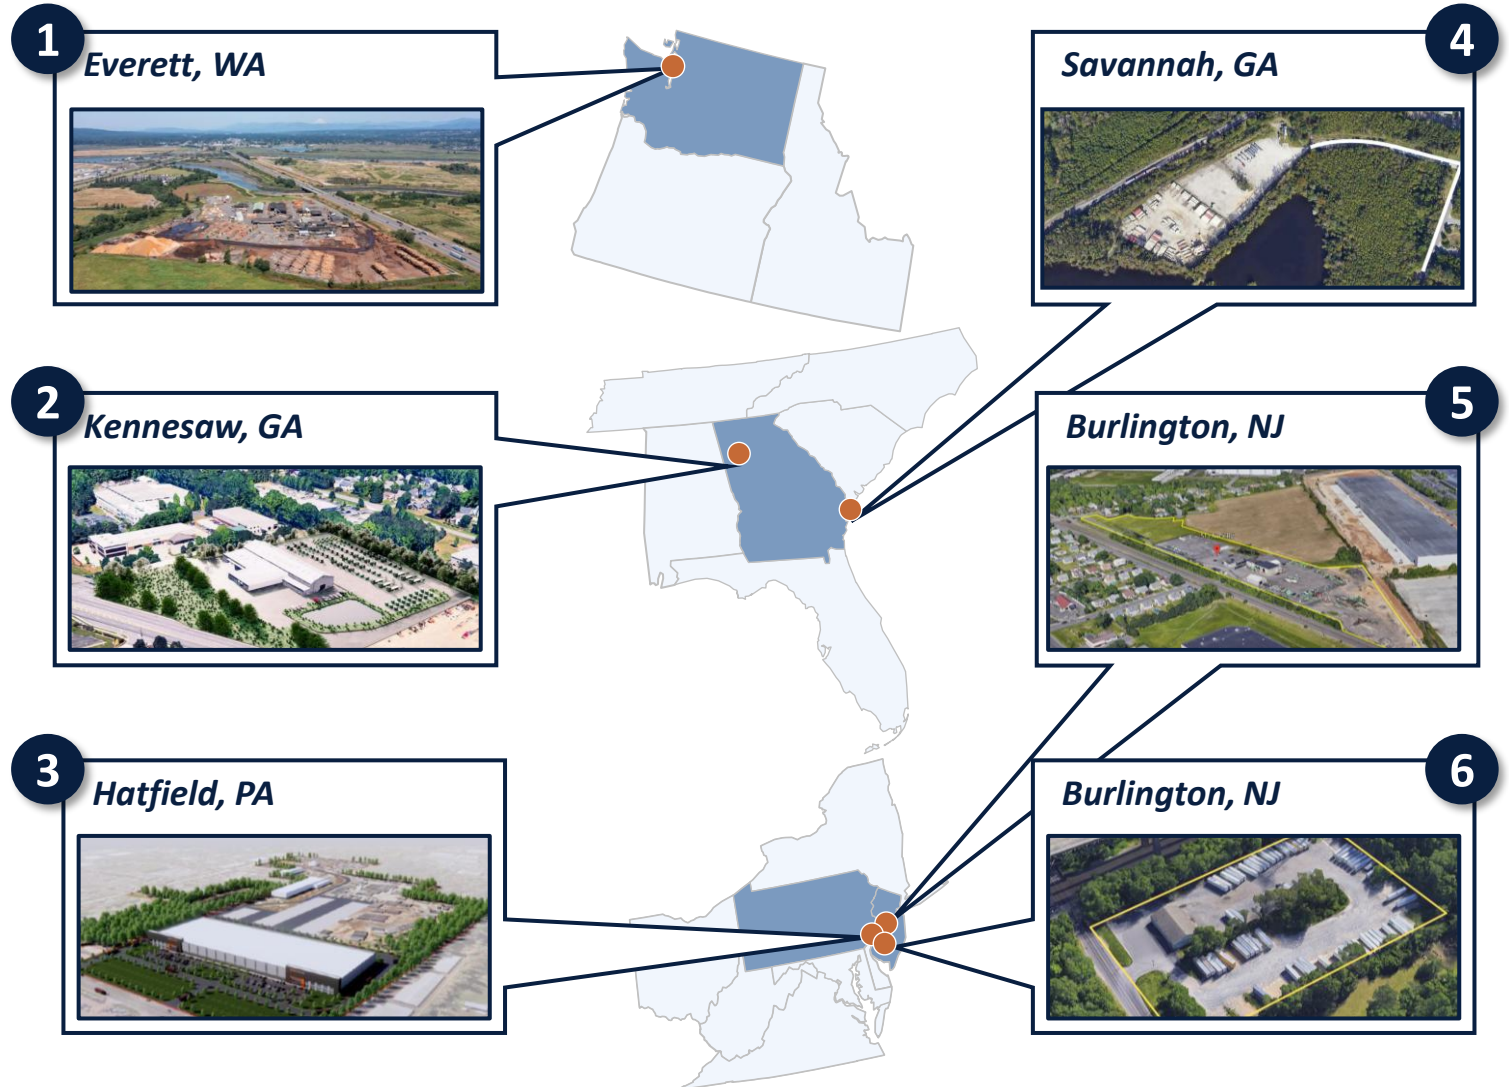 1
Everett, WA
2
Kennesaw, GA
3
Hatfield, PA
4
Savannah, GA
5
Burlington, NJ
6
Burlington, NJ